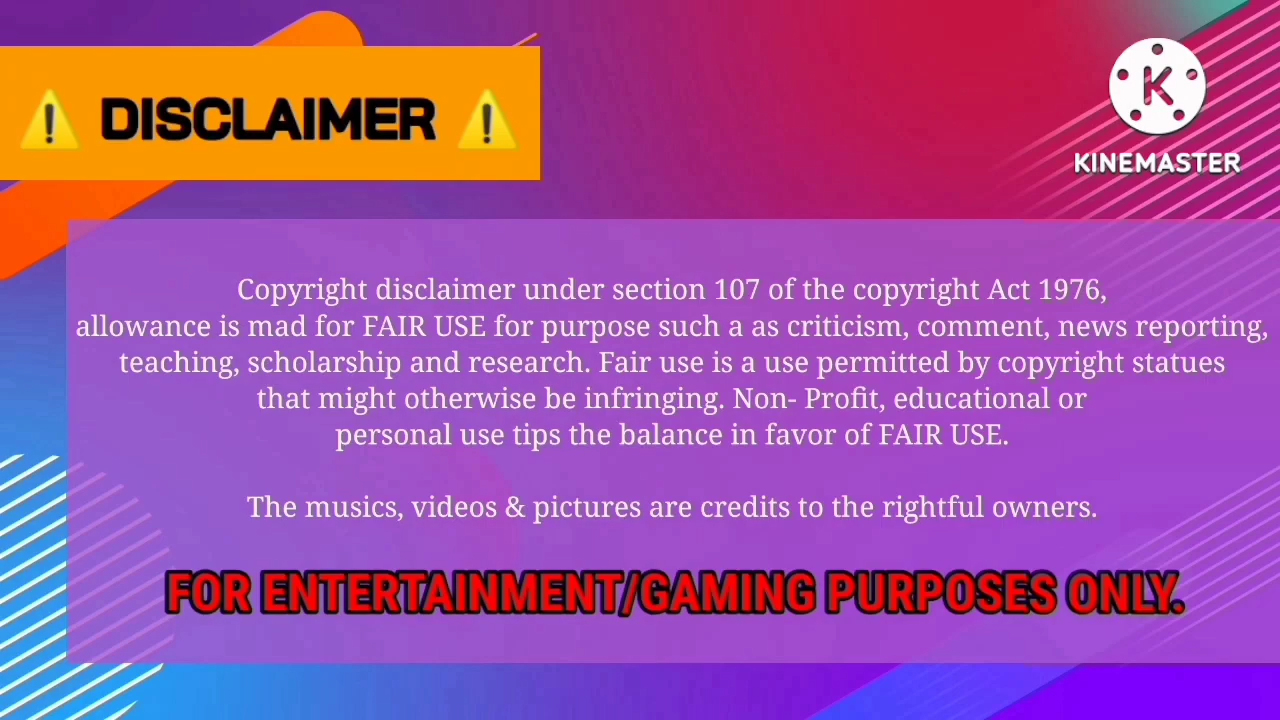 ⚠️ DISCLAIMER ⚠️
K
KINEMASTER
Copyright disclaimer under section 107 of the copyright Act 1976,
allowance is mad for FAIR USE for purpose such a as criticism, comment, news reporting,
teaching, scholarship and research. Fair use is a use permitted by copyright statues
that might otherwise be infringing. Non- Profit, educational or
personal use tips the balance in favor of FAIR USE.
The musics, videos & pictures are credits to the rightful owners.
FOR ENTERTAINMENT/GAMING PURPOSES ONLY.